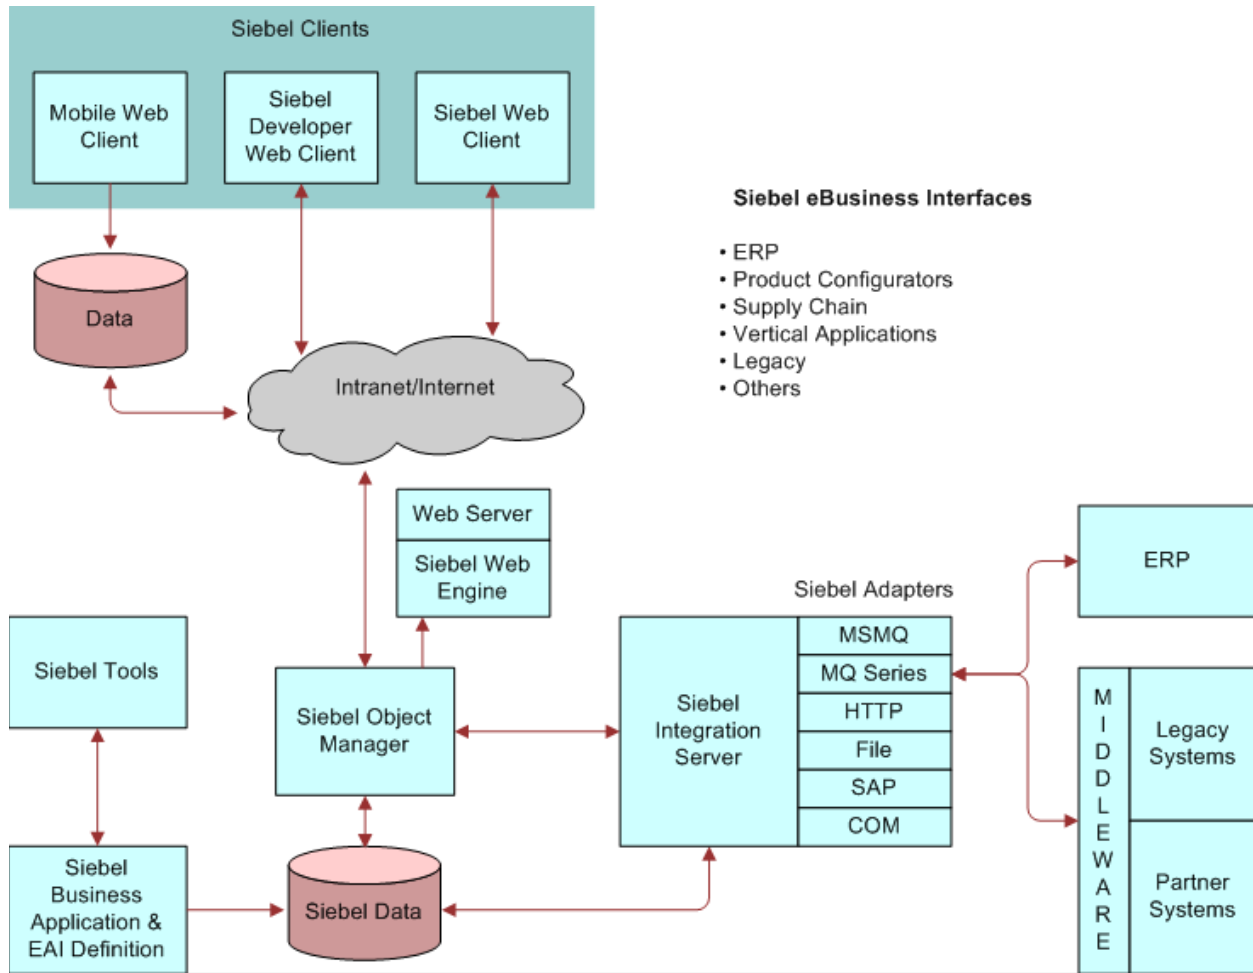 Siebel Clients
Mobile Web
Client
Siebel
Developer
Web Client
Siebel Web
Client
Siebel eBusiness Interfaces
• ERP
• Product Configurators
• Supply Chain
• Vertical Applications
• Legacy
• Others
Data
Intranet/Internet
Web Server
Siebel Web
Engine
Siebel Tools
Siebel Object
Manager
Siebel
Integration
Server
Siebel Adapters
MSMQ
MQ Series
HTTP
File
SAP
COM
ERP
MIDDLEWARE
Legacy
Systems
Partner
Systems
Siebel
Business
Application &
EAI Definition
Siebel Data